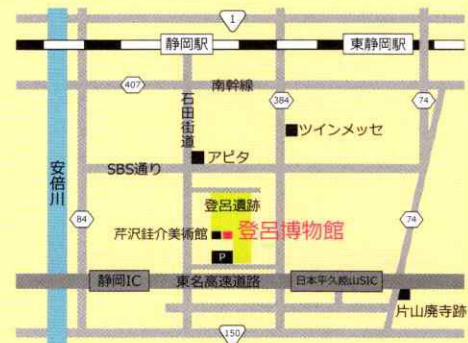 1
静岡駅
東静岡駅
407
南幹線
384
74
石田街道
ツインメッセ
アピタ
SBS通り
安倍川
登呂遺跡
84
芹沢銈介美術館
登呂博物館
74
P
静岡IC
東名高速道路
日本平久能山SIC
片山廃寺跡
150